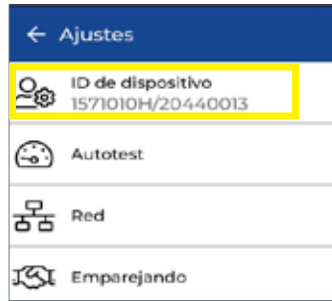 Ajustes
ID de dispositivo
1571010H/20440013
Autotest
Red
Emparejando